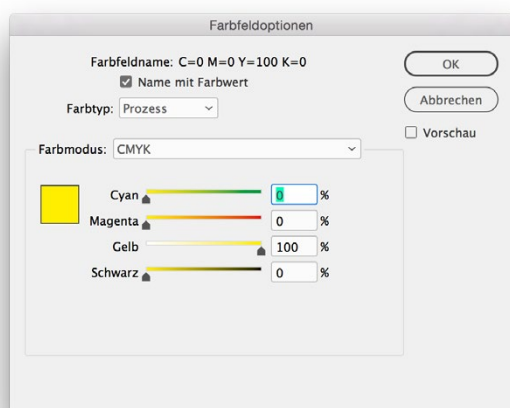 Farbfeldoptionen
Farbfeldname: C=0 M=0 Y=100 K=0
Name mit Farbwert
Farbtyp: Prozess
OK
Abbrechen
Vorschau
Farbmodus: CMYK
Cyan 0 %
Magenta 0 %
Gelb 100 %
Schwarz 0 %